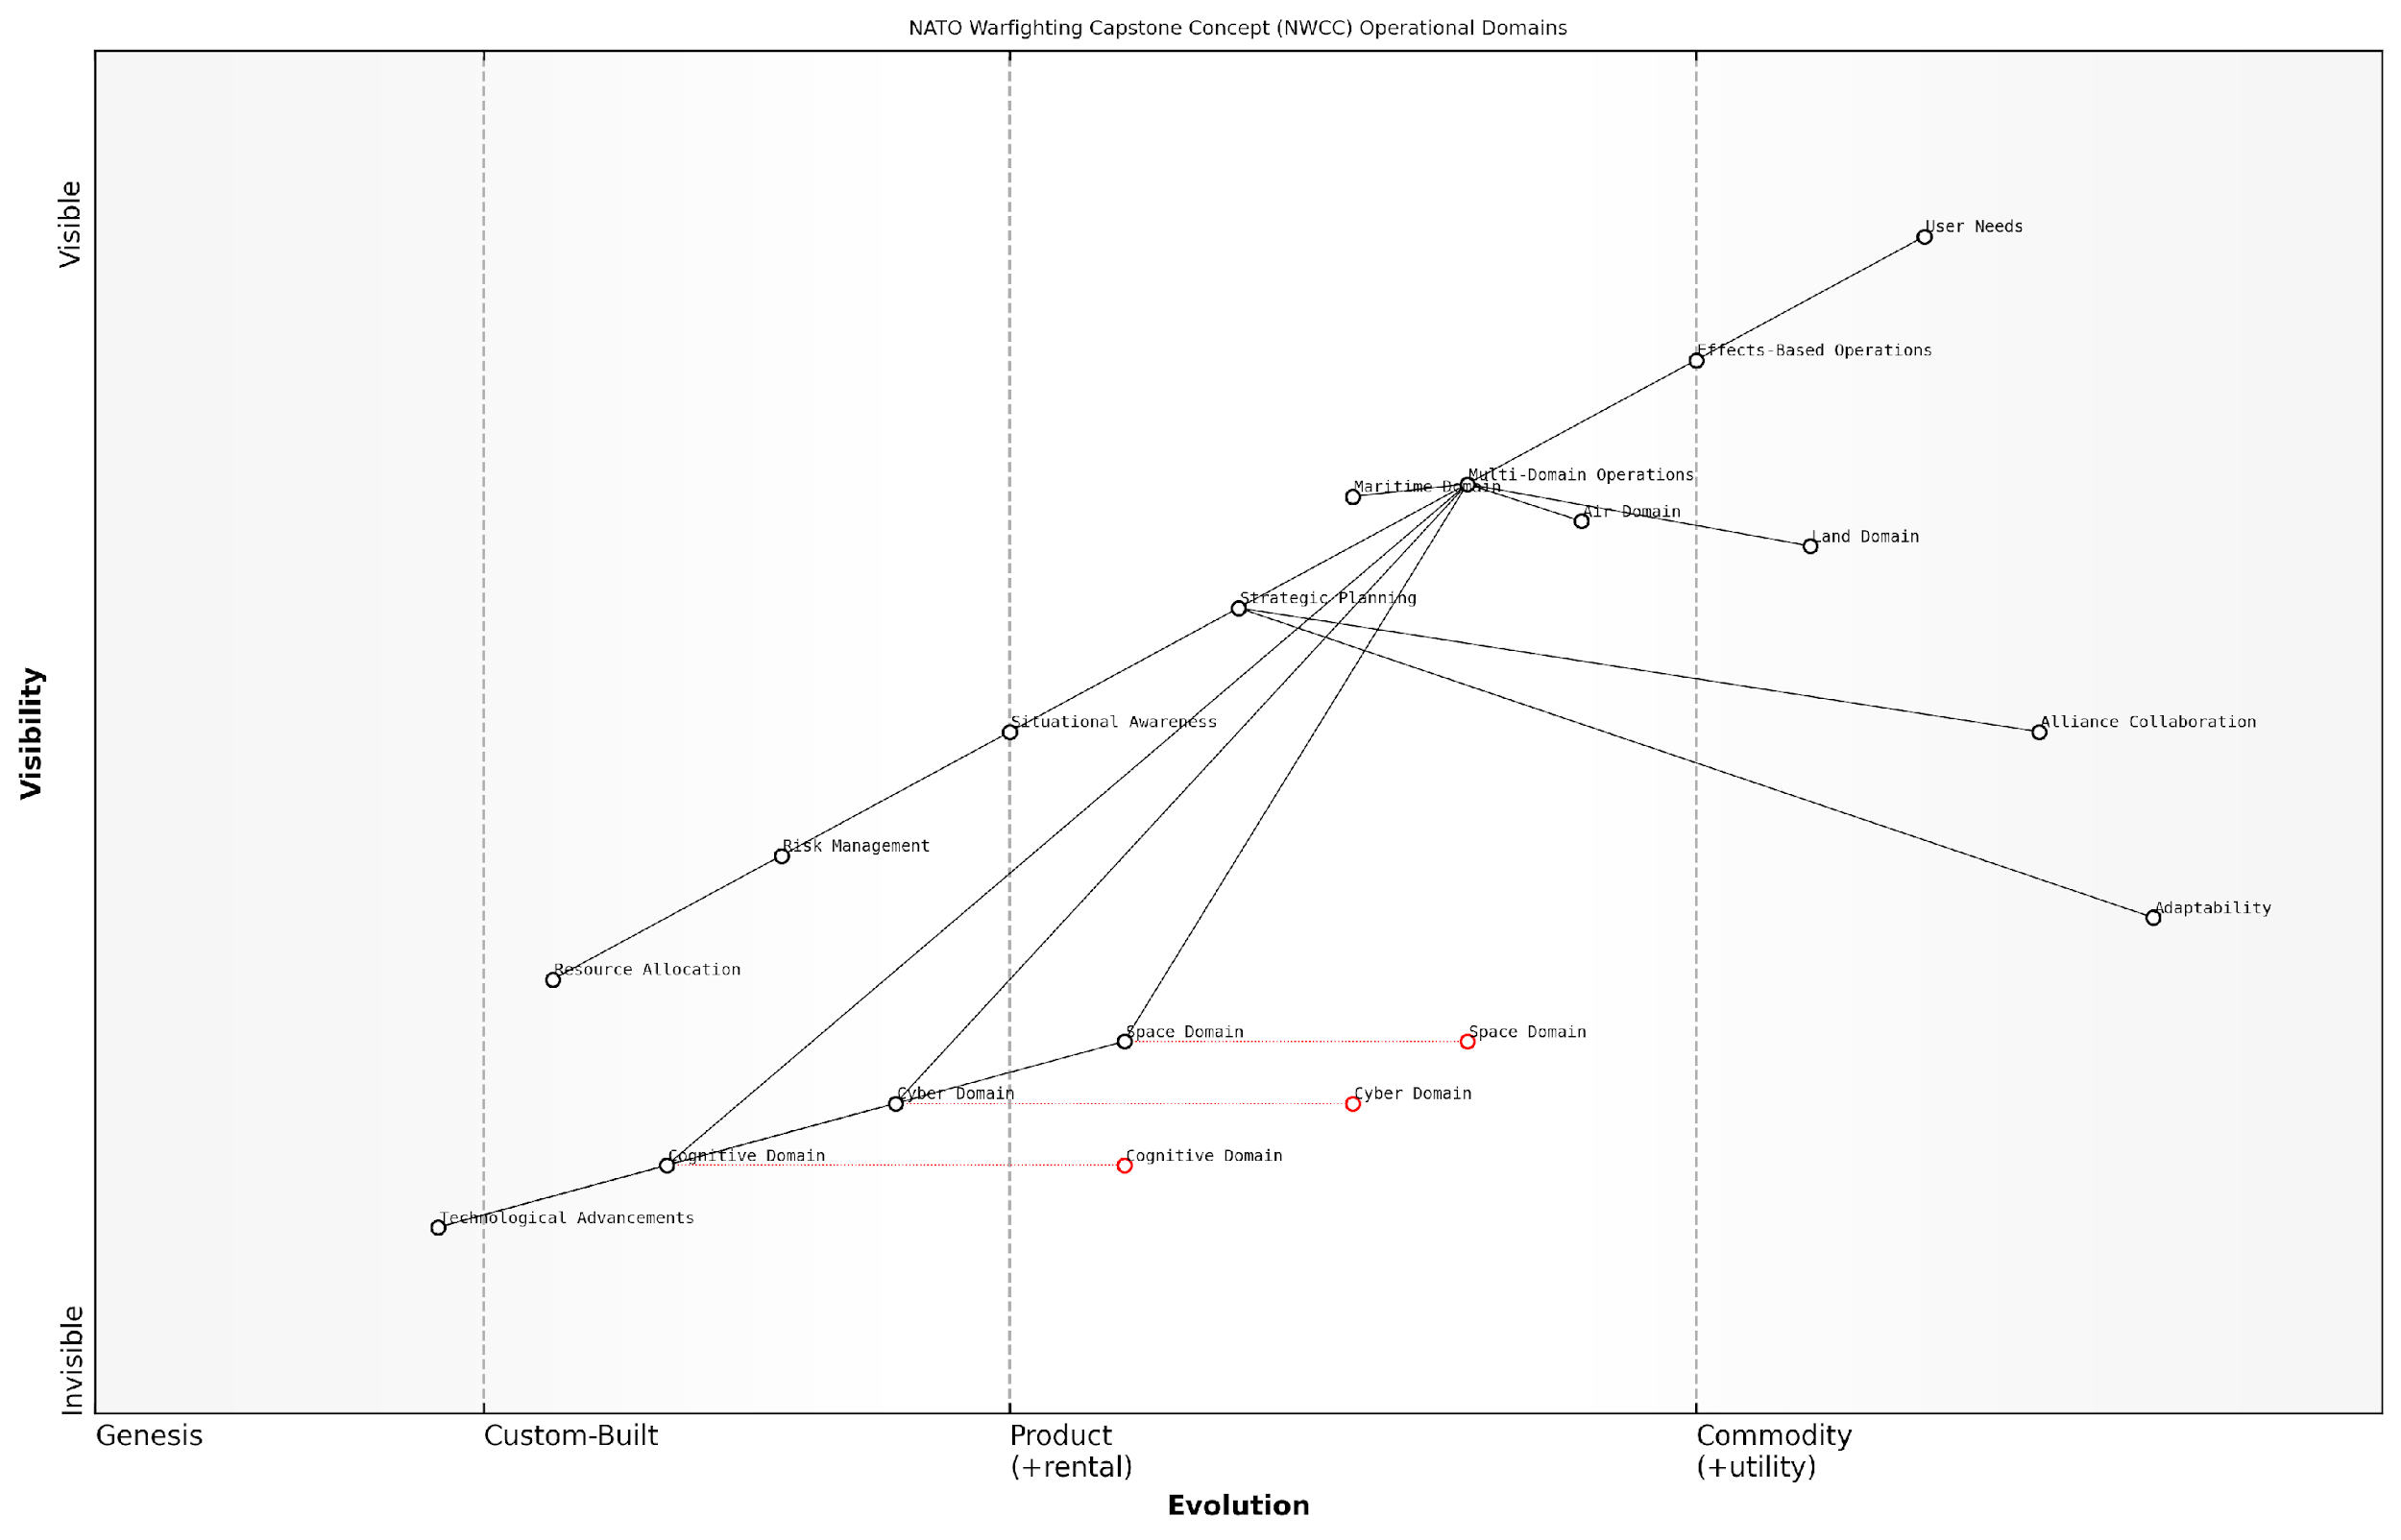 NATO Warfighting Capstone Concept (NWCC) Operational Domains
Visible
User Needs
Effects-Based Operations
Multi-Domain Operations
Maritime Domain
Air Domain
Land Domain
Strategic Planning
Visibility
Situational Awareness
Alliance Collaboration
Risk Management
Adaptability
Resource Allocation
Space Domain
Space Domain
Cyber Domain
Cyber Domain
Cognitive Domain
Cognitive Domain
Technological Advancements
Invisible
Genesis
Custom-Built
Product
(+rental)
Commodity
(+utility)
Evolution